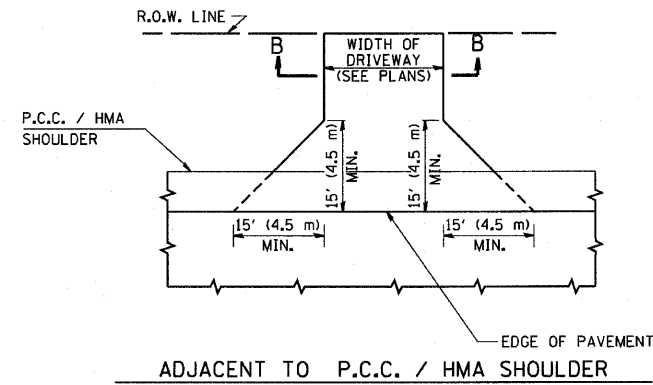 R.O.W. LINE
B
WIDTH OF
DRIVEWAY
(SEE PLANS)
B
P.C.C. / HMA
SHOULDER
15' (4.5 m)
MIN.
15' (4.5 m)
MIN.
15' (4.5 m)
MIN.
15' (4.5 m)
MIN.
EDGE OF PAVEMENT
ADJACENT TO P.C.C. / HMA SHOULDER